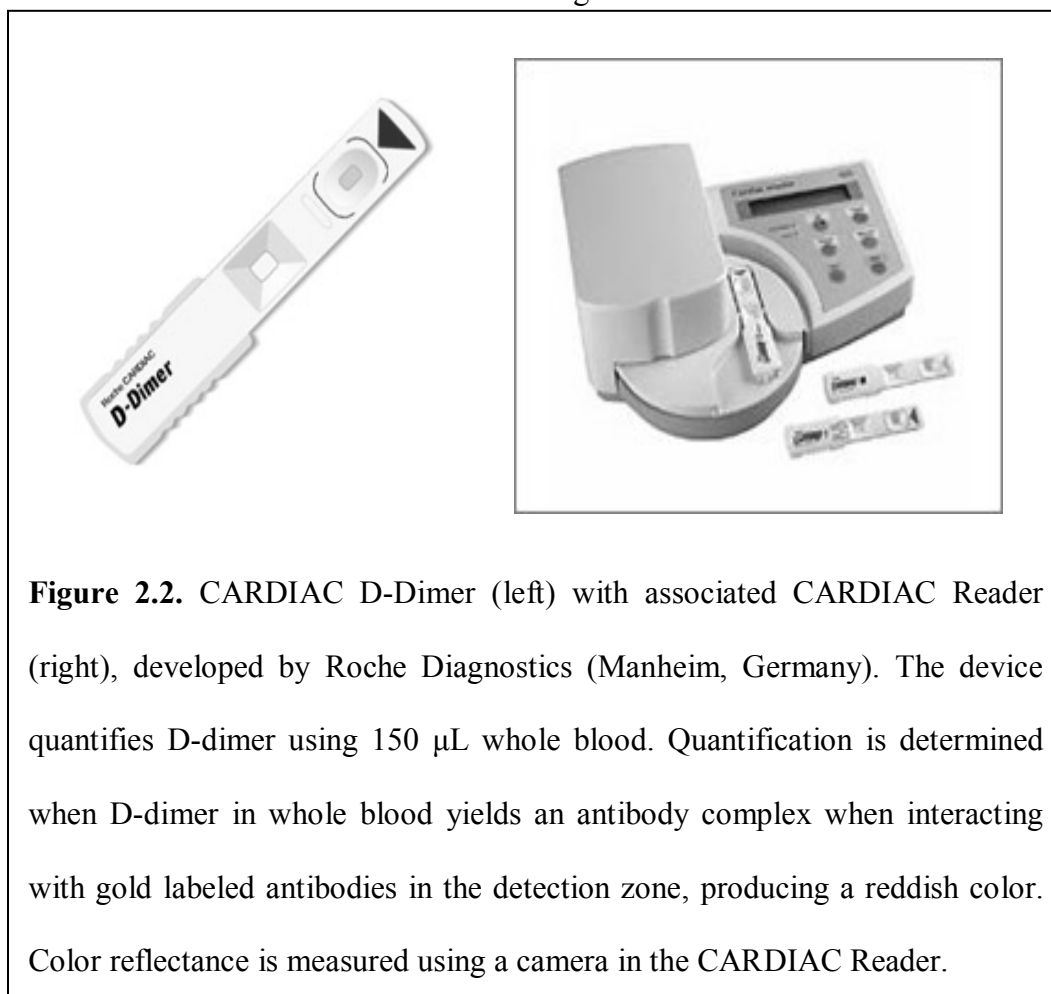 Roche CARDIAC
D-Dimer
Cardiac reader
Figure 2.2. CARDIAC D-Dimer (left) with associated CARDIAC Reader
(right), developed by Roche Diagnostics (Manheim, Germany). The device
quantifies D-dimer using 150 μL whole blood. Quantification is determined
when D-dimer in whole blood yields an antibody complex when interacting
with gold labeled antibodies in the detection zone, producing a reddish color.
Color reflectance is measured using a camera in the CARDIAC Reader.